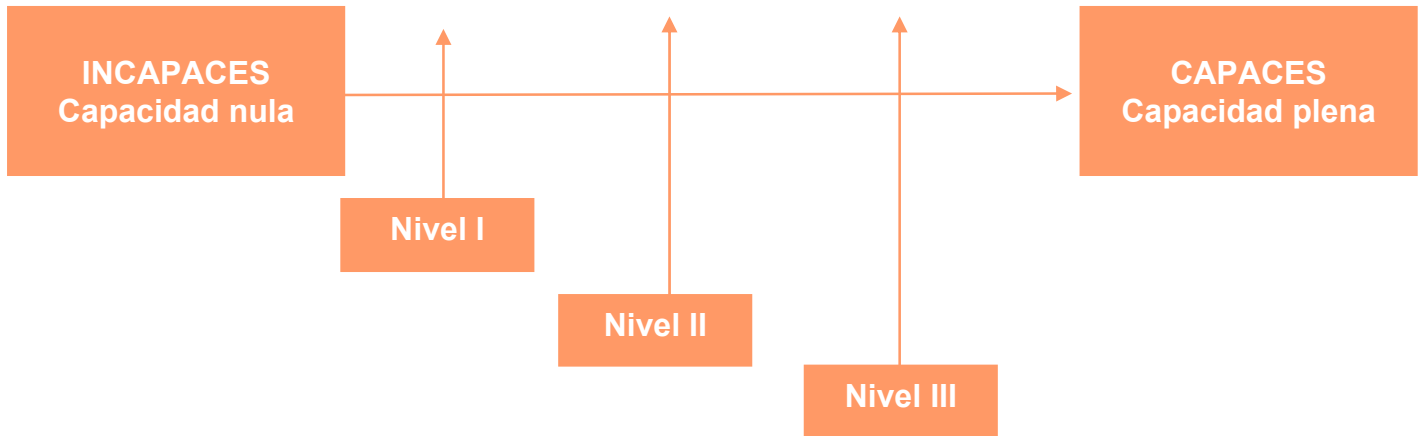 INCAPACES
Capacidad nula
CAPACES
Capacidad plena
Nivel I
Nivel II
Nivel III